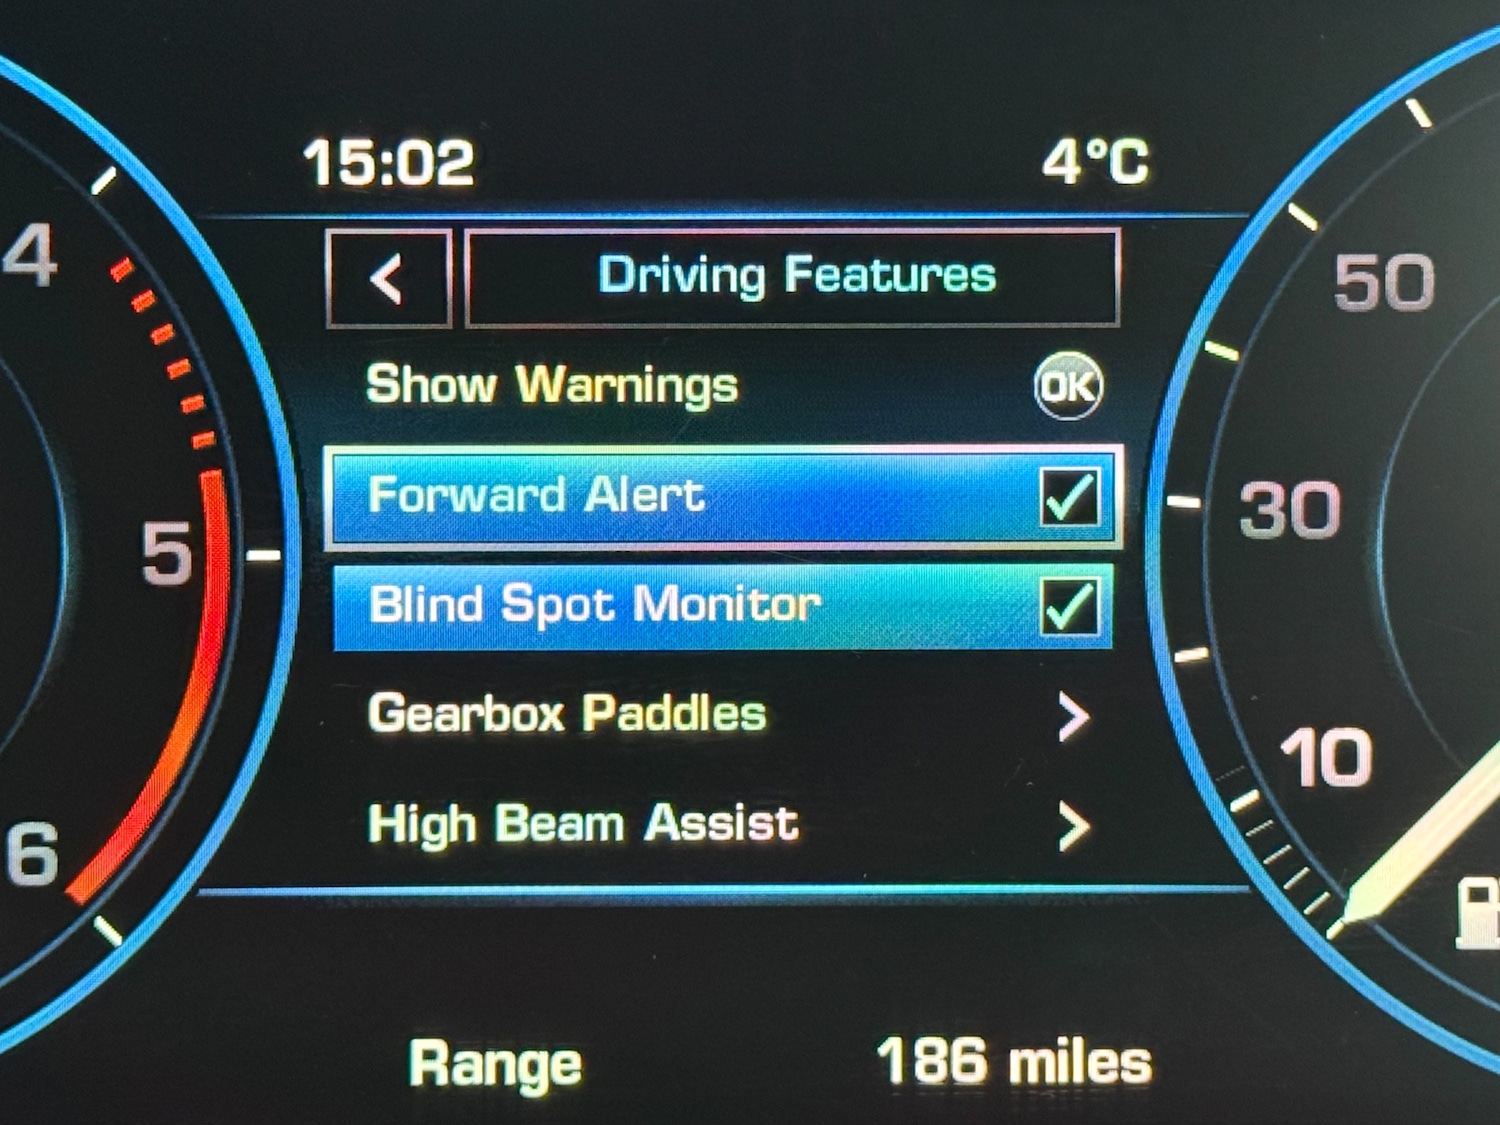 15:02 4°C
< Driving Features
Show Warnings OK
Forward Alert
Blind Spot Monitor
Gearbox Paddles >
High Beam Assist >
Range 186 miles
4
5
6
50
30
10